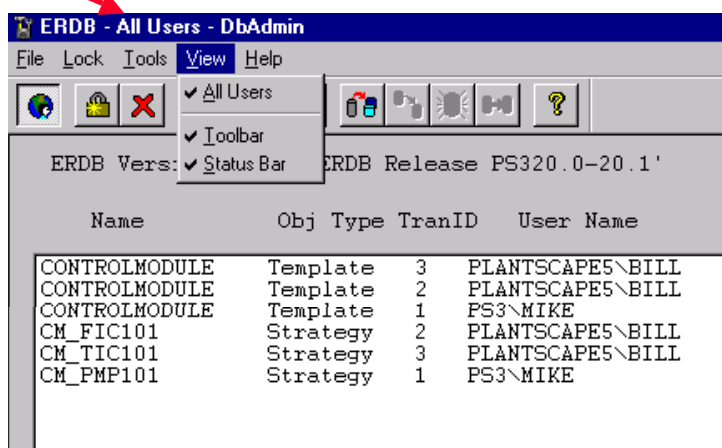 ERDB - All Users - DbAdmin
File Lock Tools View Help
All Users
Toolbar
Status Bar
ERDB Vers ERDB Release PS320.0-20.1'
Name Obj Type TranID User Name
CONTROLMODULE Template 3 PLANTSCAPE5\BILL
CONTROLMODULE Template 2 PLANTSCAPE5\BILL
CONTROLMODULE Template 1 PS3\MIKE
CM_FIC101 Strategy 2 PLANTSCAPE5\BILL
CM_TIC101 Strategy 3 PLANTSCAPE5\BILL
CM_PMP101 Strategy 1 PS3\MIKE